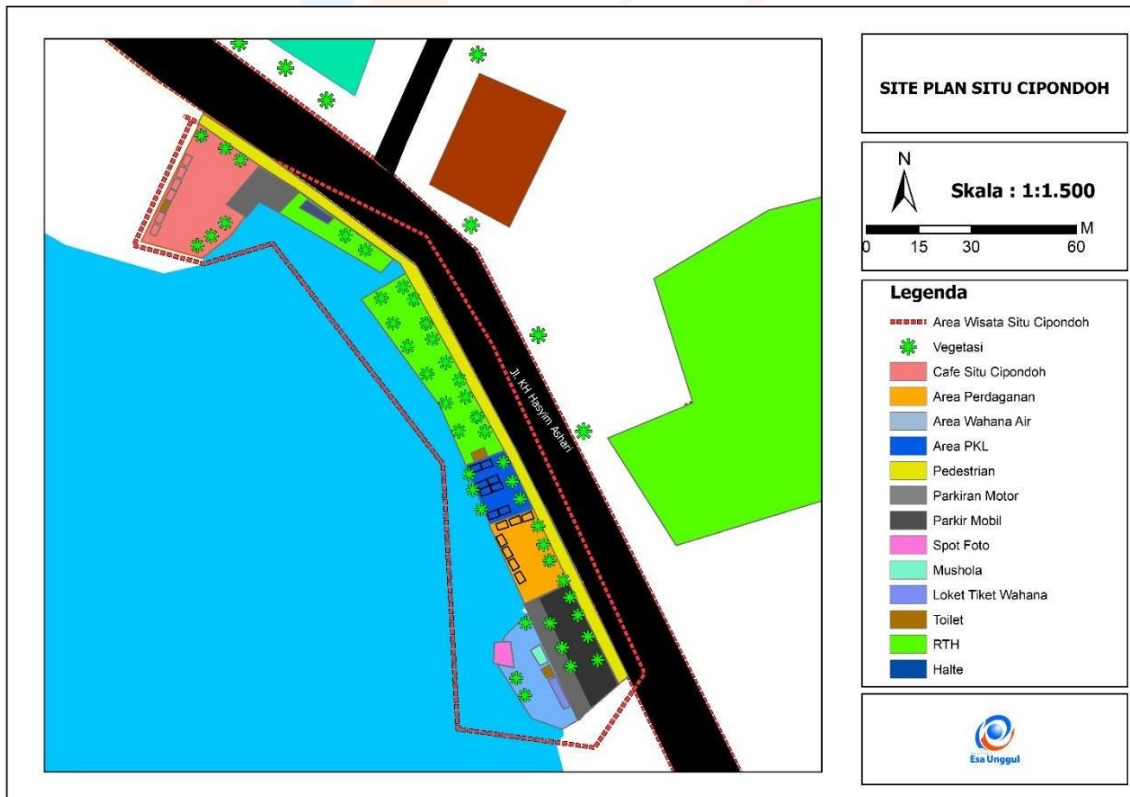 SITE PLAN SITU CIPONDOH
N
Skala : 1:1.500
M
0 15 30 60
Legenda
Area Wisata Situ Cipondoh
Vegetasi
Cafe Situ Cipondoh
Area Perdaganan
Area Wahana Air
Area PKL
Pedestrian
Parkiran Motor
Parkir Mobil
Spot Foto
Mushola
Loket Tiket Wahana
Toilet
RTH
Halte
Jl. KH Hasyim Ashari
Esa Unggul